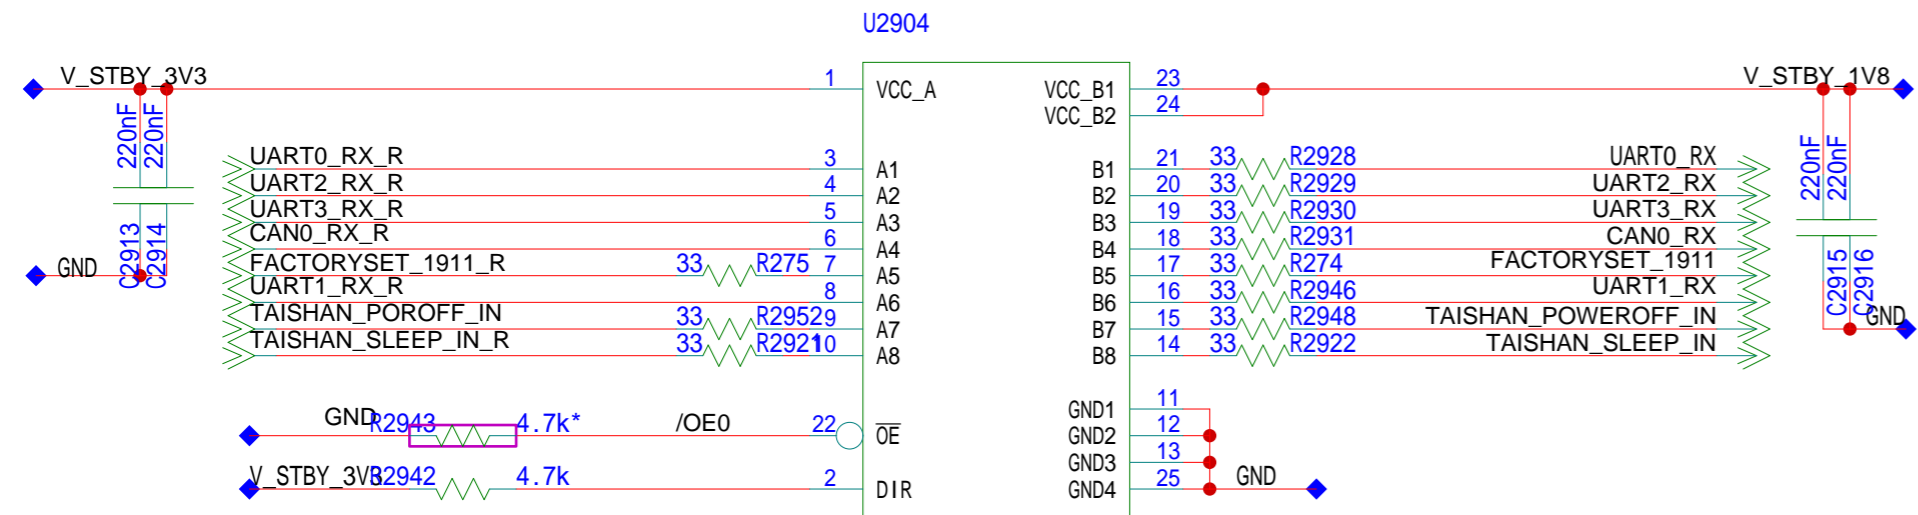 U2904
V_STBY_3V3 1 VCC_A VCC_B1 23 V_STBY_1V8
VCC_B2 24
220nF 220nF
C2913 C2914
GND
220nF 220nF
C2915 C2916
GND
UART0_RX_R 3 A1 B1 21 33 R2928 UART0_RX
UART2_RX_R 4 A2 B2 20 33 R2929 UART2_RX
UART3_RX_R 5 A3 B3 19 33 R2930 UART3_RX
CAN0_RX_R 6 A4 B4 18 33 R2931 CAN0_RX
FACTORYSET_1911_R 33 R275 7 A5 B5 17 33 R274 FACTORYSET_1911
UART1_RX_R 8 A6 B6 16 33 R2946 UART1_RX
TAISHAN_POROFF_IN 33 R2952 9 A7 B7 15 33 R2948 TAISHAN_POWEROFF_IN
TAISHAN_SLEEP_IN_R 33 R2921 10 A8 B8 14 33 R2922 TAISHAN_SLEEP_IN
GND1 11
GND R2943 4.7k* /OE0 22 OE GND2 12
GND3 13
V_STBY_3V3 R2942 4.7k 2 DIR GND4 25 GND